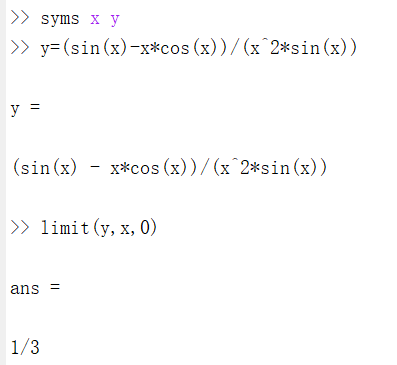 >> syms x y
>> y=(sin(x)-x*cos(x))/(x^2*sin(x))
y =
(sin(x) - x*cos(x))/(x^2*sin(x))
>> limit(y,x,0)
ans =
1/3